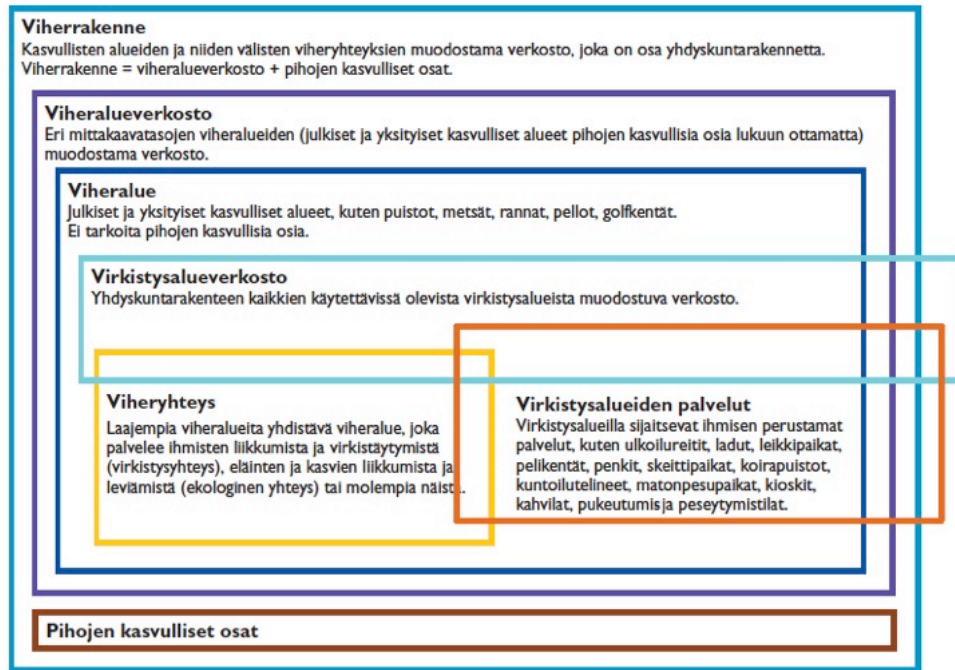 Viherrakenne
Kasvullisten alueiden ja niiden välisten viheryhteyksien muodostama verkosto, joka on osa yhdyskuntarakennetta.
Viherrakenne = viheralueverkosto + pihojen kasvulliset osat.
Viheralueverkosto
Eri mittakaavatasojen viheralueiden (julkiset ja yksityiset kasvulliset alueet pihojen kasvullisia osia lukuun ottamatta)
muodostama verkosto.
Viheralue
Julkiset ja yksityiset kasvulliset alueet, kuten puistot, metsät, rannat, pellot, golfkentät.
Ei tarkoita pihojen kasvullisia osia.
Virkistysalueverkosto
Yhdyskuntarakenteen kaikkien käytettävissä olevista virkistysalueista muodostuva verkosto.
Viheryhteys
Laajempia viheralueita yhdistävä viheralue, joka
palvelee ihmisten liikkumista ja virkistäytymistä
(virkistysyhteys), eläinten ja kasvien liikkumista ja
leviämistä (ekologinen yhteys) tai molempia
Virkistysalueiden palvelut
Virkistysalueilla sijaitsevat ihmisen perustamat
palvelut, kuten ulkoilureitit, ladut, leikkipaikat,
pelikentät, penkit, skeittipaikat, koirapuistot,
kuntoilutelineet, matonpesupaikat, kioskit,
kahvilat, pukeutumisja peseytymistilat.
Pihojen kasvulliset osat